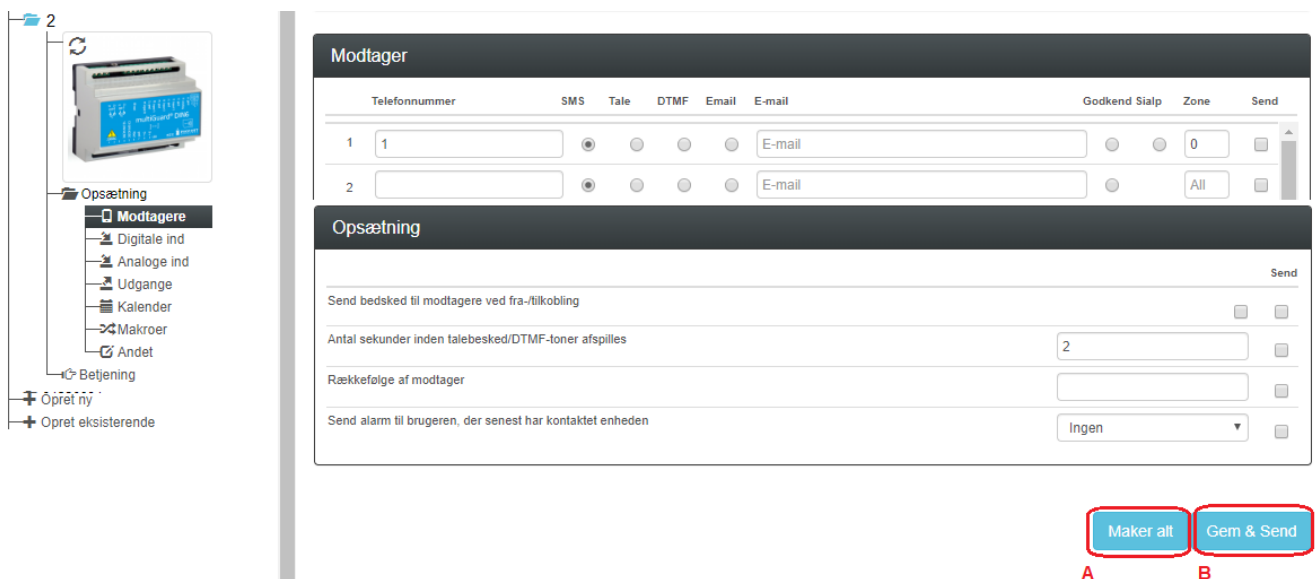 2
multiGuard® DIN6
Opsætning
Modtagere
Digitale ind
Analoge ind
Udgange
Kalender
Makroer
Andet
Betjening
Opret ny
Opret eksisterende
Modtager
Telefonnummer SMS Tale DTMF Email E-mail Godkend Sialp Zone Send
1 1 E-mail 0
2 E-mail All
Opsætning
Send
Send bedsked til modtagere ved fra-/tilkobling
Antal sekunder inden talebesked/DTMF-toner afspilles 2
Rækkefølge af modtager
Send alarm til brugeren, der senest har kontaktet enheden Ingen
Maker alt Gem & Send
A B